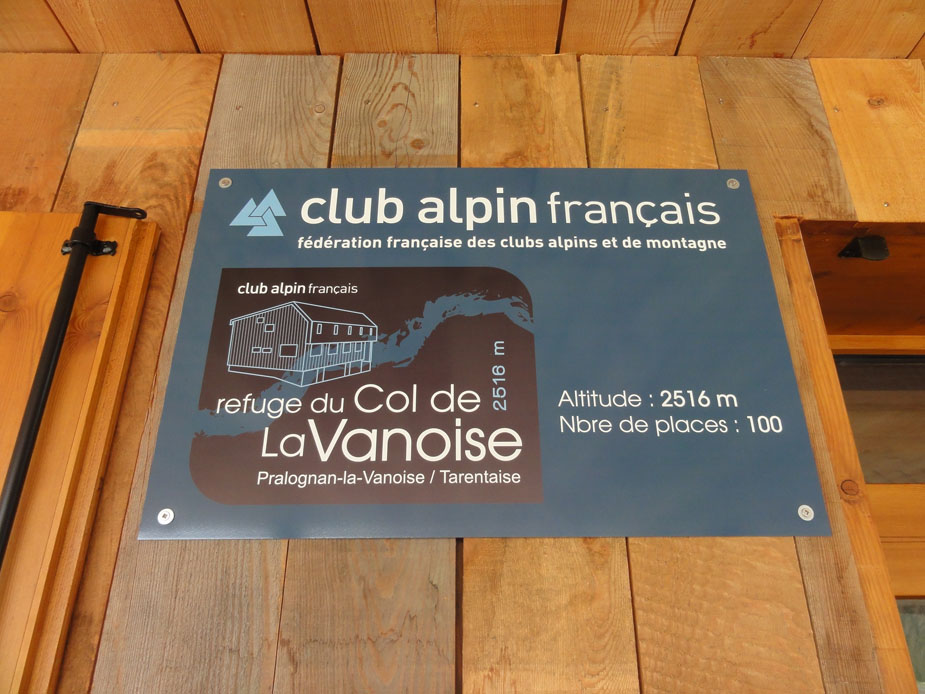 club alpin français
fédération française des clubs alpins et de montagne
club alpin français
2516 m
refuge du Col de
La Vanoise
Pralognan-la-Vanoise / Tarentaise
Altitude : 2516 m
Nbre de places : 100